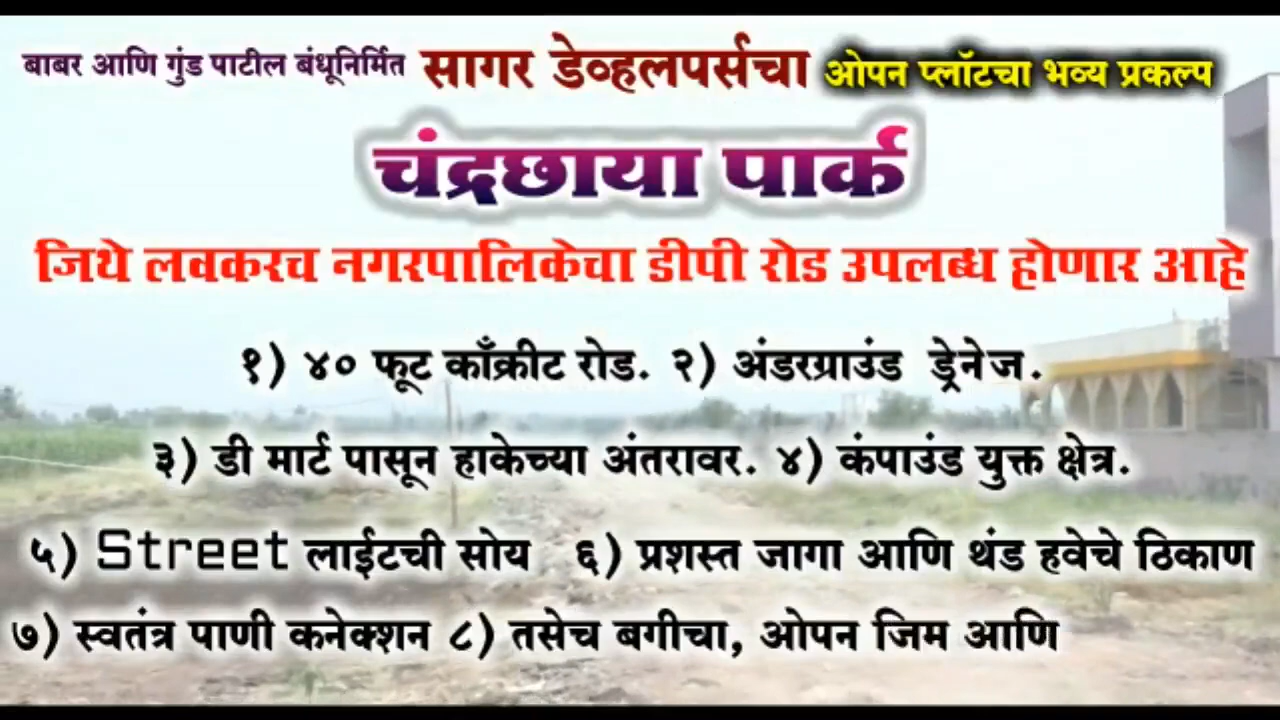 बाबर आणि गुंड पाटील बंधूनिर्मित सागर डेव्हलपर्सचा ओपन प्लॉटचा भव्य प्रकल्प
चंद्रछाया पार्क
जिथे लवकरच नगरपालिकेचा डीपी रोड उपलब्ध होणार आहे
१) ४० फूट काँक्रीट रोड. २) अंडरग्राउंड ड्रेनेज.
३) डी मार्ट पासून हाकेच्या अंतरावर. ४) कंपाउंड युक्त क्षेत्र.
५) Street लाईटची सोय ६) प्रशस्त जागा आणि थंड हवेचे ठिकाण
७) स्वतंत्र पाणी कनेक्शन ८) तसेच बगीचा, ओपन जिम आणि